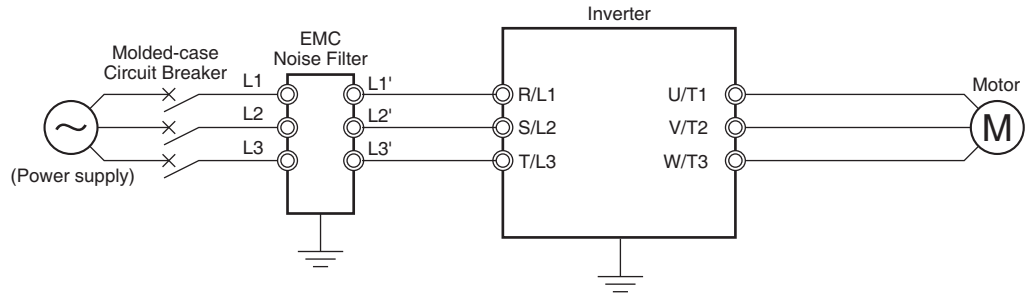 Inverter
EMC
Noise Filter
Molded-case
Circuit Breaker
L1
L1'
R/L1
U/T1
Motor
L2
L2'
S/L2
V/T2
M
L3
L3'
T/L3
W/T3
(Power supply)